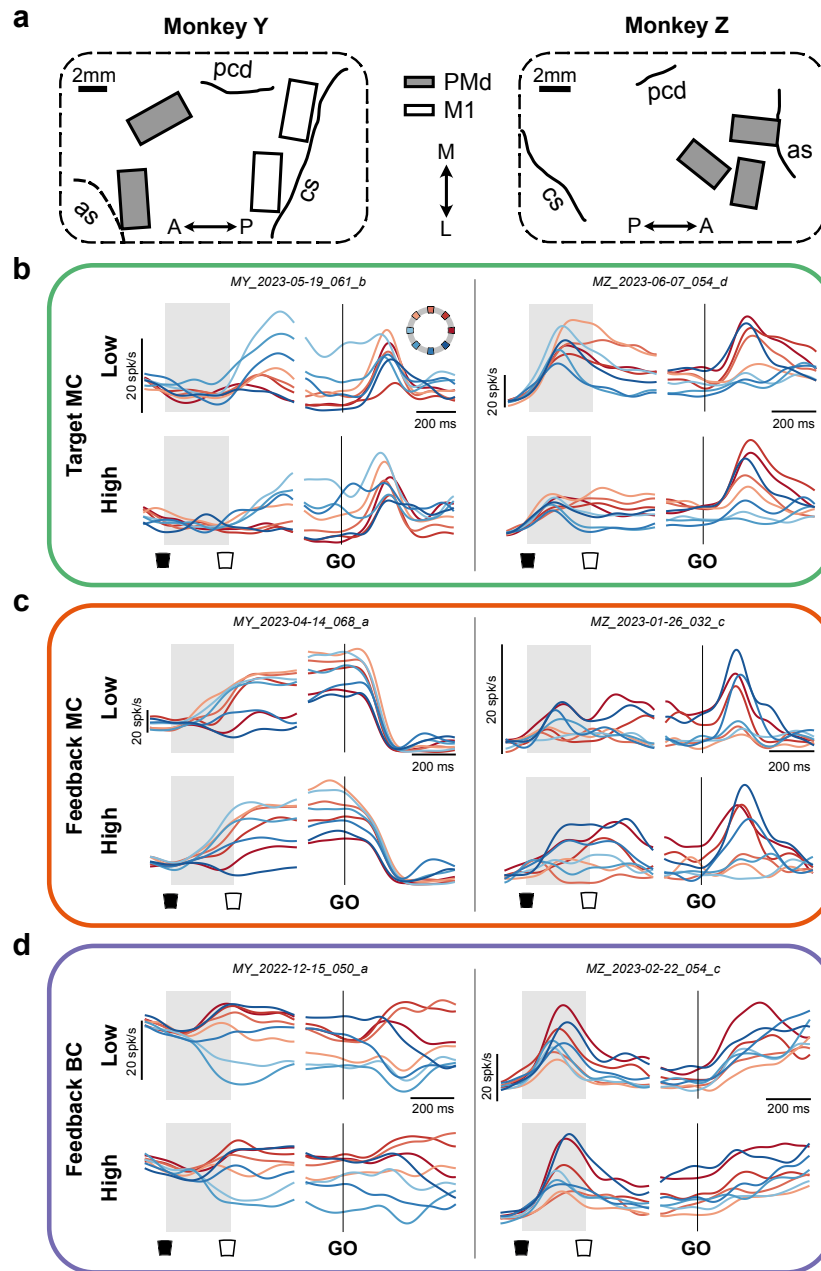 a
Monkey Y
Monkey Z
2mm
pcd
cs
as
A
P
PMd
M1
M
L
2mm
pcd
as
cs
P
A
b
MY_2023-05-19_061_b
MZ_2023-06-07_054_d
Target MC
Low
High
20 spk/s
200 ms
20 spk/s
200 ms
GO
GO
c
MY_2023-04-14_068_a
MZ_2023-01-26_032_c
Feedback MC
Low
High
20 spk/s
200 ms
20 spk/s
200 ms
GO
GO
d
MY_2022-12-15_050_a
MZ_2023-02-22_054_c
Feedback BC
Low
High
20 spk/s
200 ms
20 spk/s
200 ms
GO
GO